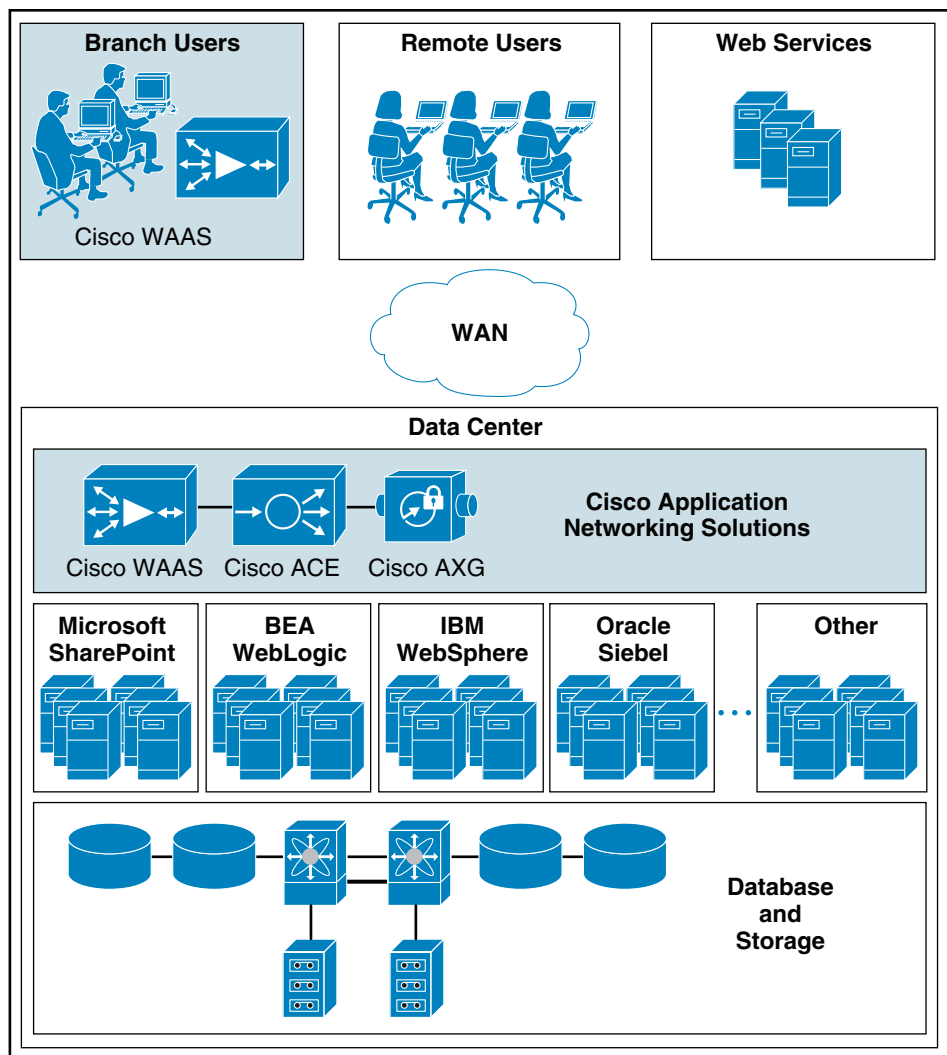 Branch Users
Remote Users
Web Services
Cisco WAAS
WAN
Data Center
Cisco Application
Networking Solutions
Cisco WAAS
Cisco ACE
Cisco AXG
Microsoft
SharePoint
BEA
WebLogic
IBM
WebSphere
Oracle
Siebel
Other
Database
and
Storage